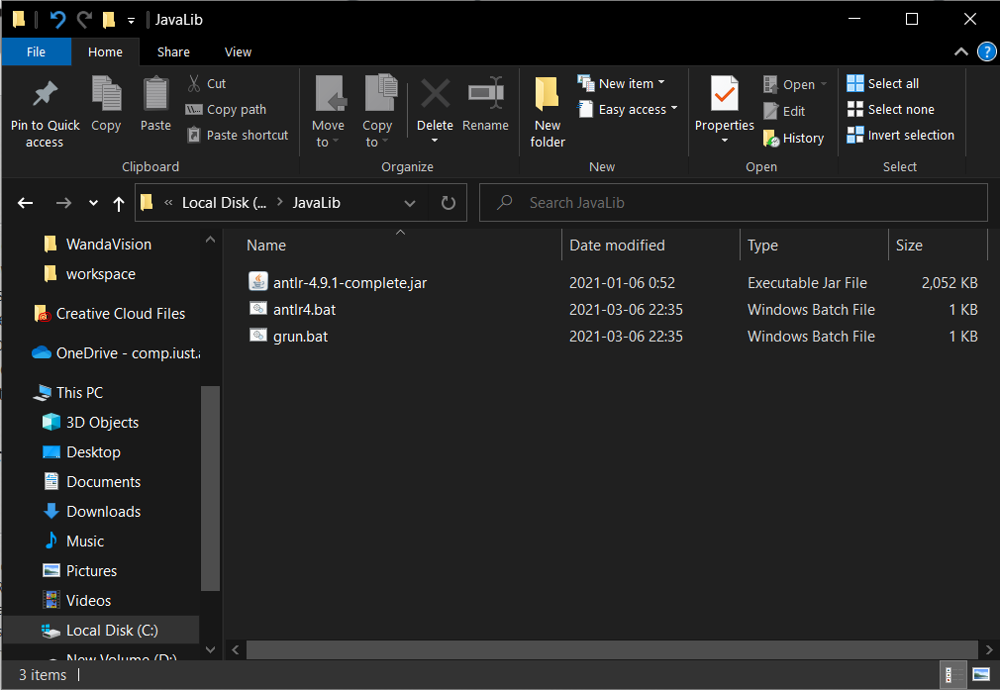 JavaLib
File Home Share View
Pin to Quick access
Copy
Paste
Cut
Copy path
Paste shortcut
Clipboard
Move to
Copy to
Delete
Rename
Organize
New folder
New item
Easy access
New
Properties
Open
Edit
History
Open
Select all
Select none
Invert selection
Select
« Local Disk (... > JavaLib
Search JavaLib
WandaVision
workspace
Creative Cloud Files
OneDrive - comp.iust.a
This PC
3D Objects
Desktop
Documents
Downloads
Music
Pictures
Videos
Local Disk (C:)
New Volume (D:)
Name Date modified Type Size
antlr-4.9.1-complete.jar 2021-01-06 0:52 Executable Jar File 2,052 KB
antlr4.bat 2021-03-06 22:35 Windows Batch File 1 KB
grun.bat 2021-03-06 22:35 Windows Batch File 1 KB
3 items